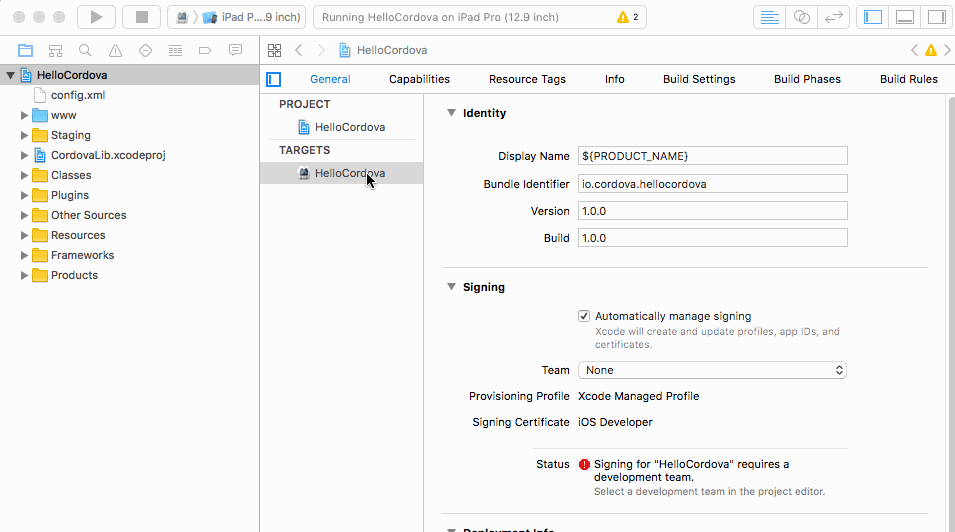 iPad P....9 inch)
Running HelloCordova on iPad Pro (12.9 inch)
2
HelloCordova
HelloCordova
config.xml
www
Staging
CordovaLib.xcodeproj
Classes
Plugins
Other Sources
Resources
Frameworks
Products
General
Capabilities
Resource Tags
Info
Build Settings
Build Phases
Build Rules
PROJECT
HelloCordova
TARGETS
HelloCordova
Identity
Display Name
${PRODUCT_NAME}
Bundle Identifier
io.cordova.hellocordova
Version
1.0.0
Build
1.0.0
Signing
Automatically manage signing
Xcode will create and update profiles, app IDs, and
certificates.
Team
None
Provisioning Profile
Xcode Managed Profile
Signing Certificate
iOS Developer
Status
Signing for "HelloCordova" requires a
development team.
Select a development team in the project editor.
Deployment Info